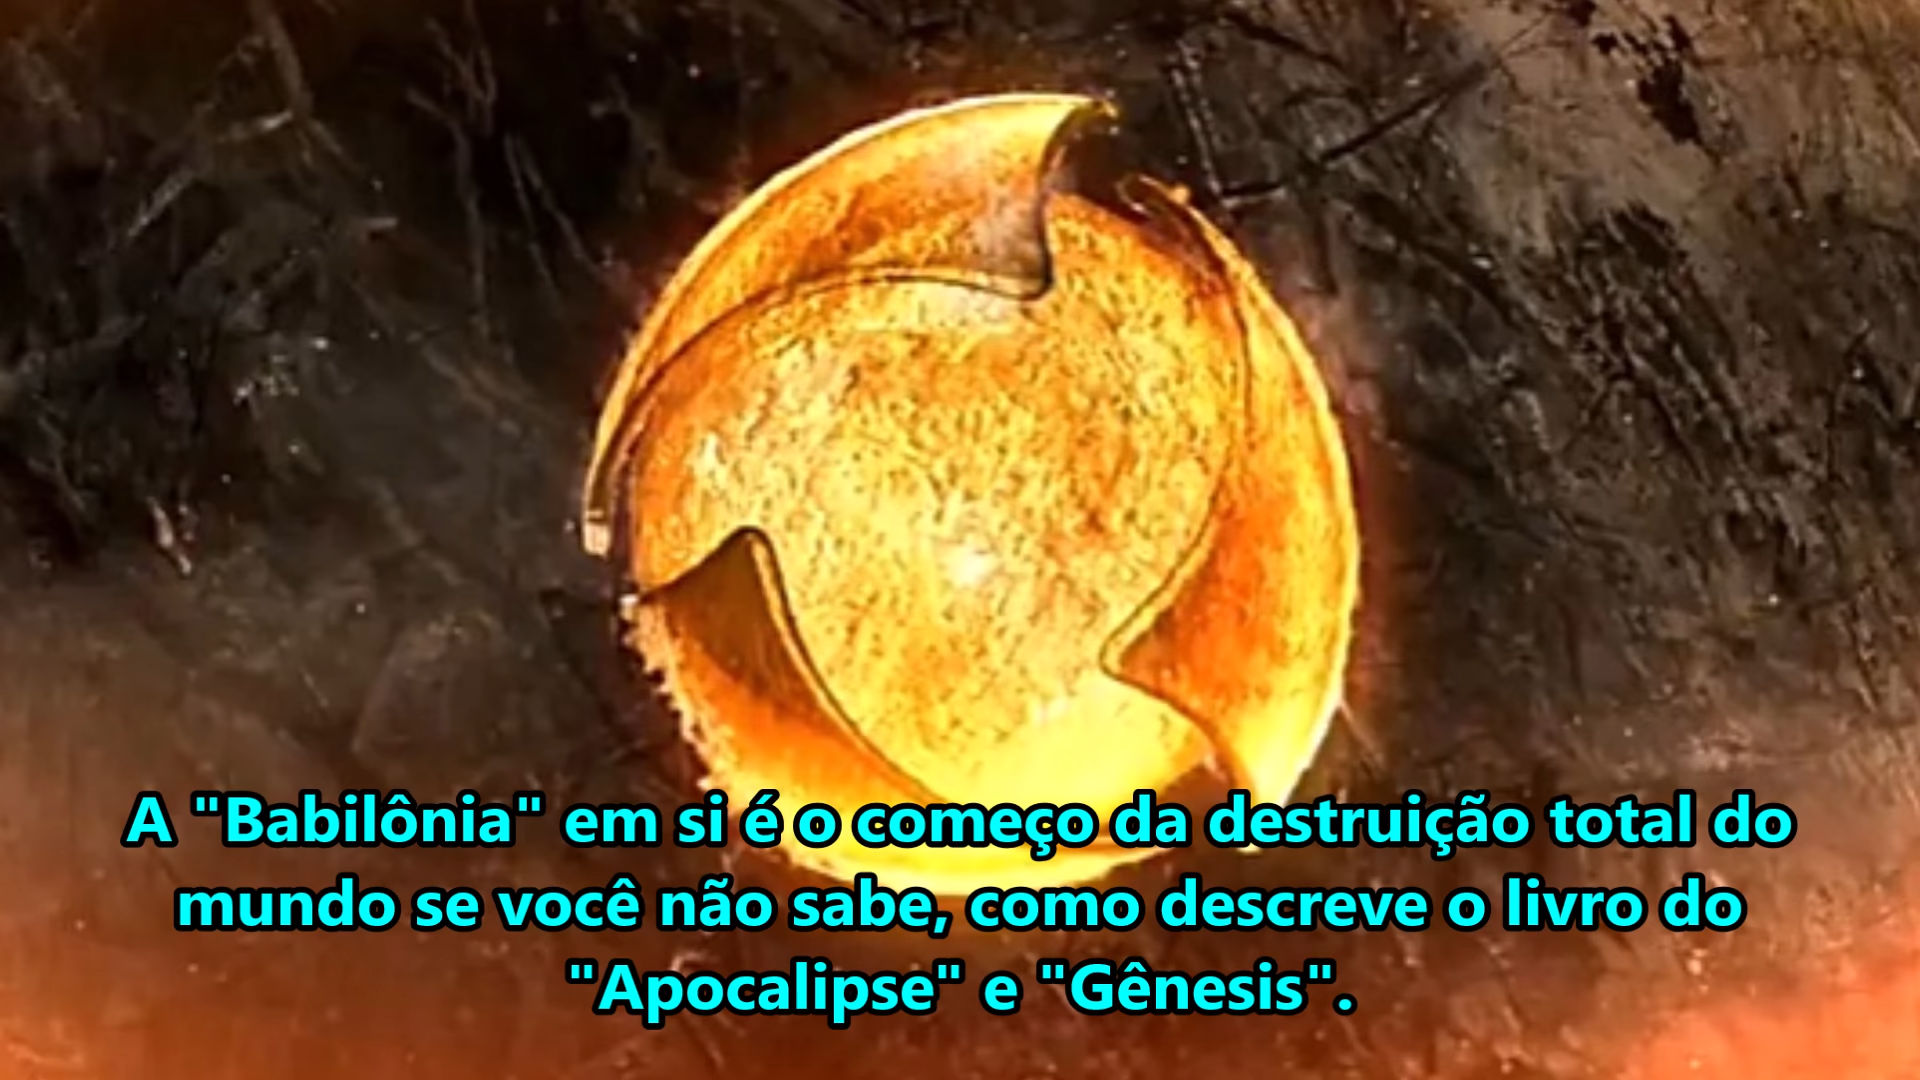 A "Babilônia" em si é o começo da destruição total do
mundo se você não sabe, como descreve o livro do
"Apocalipse" e "Gênesis".